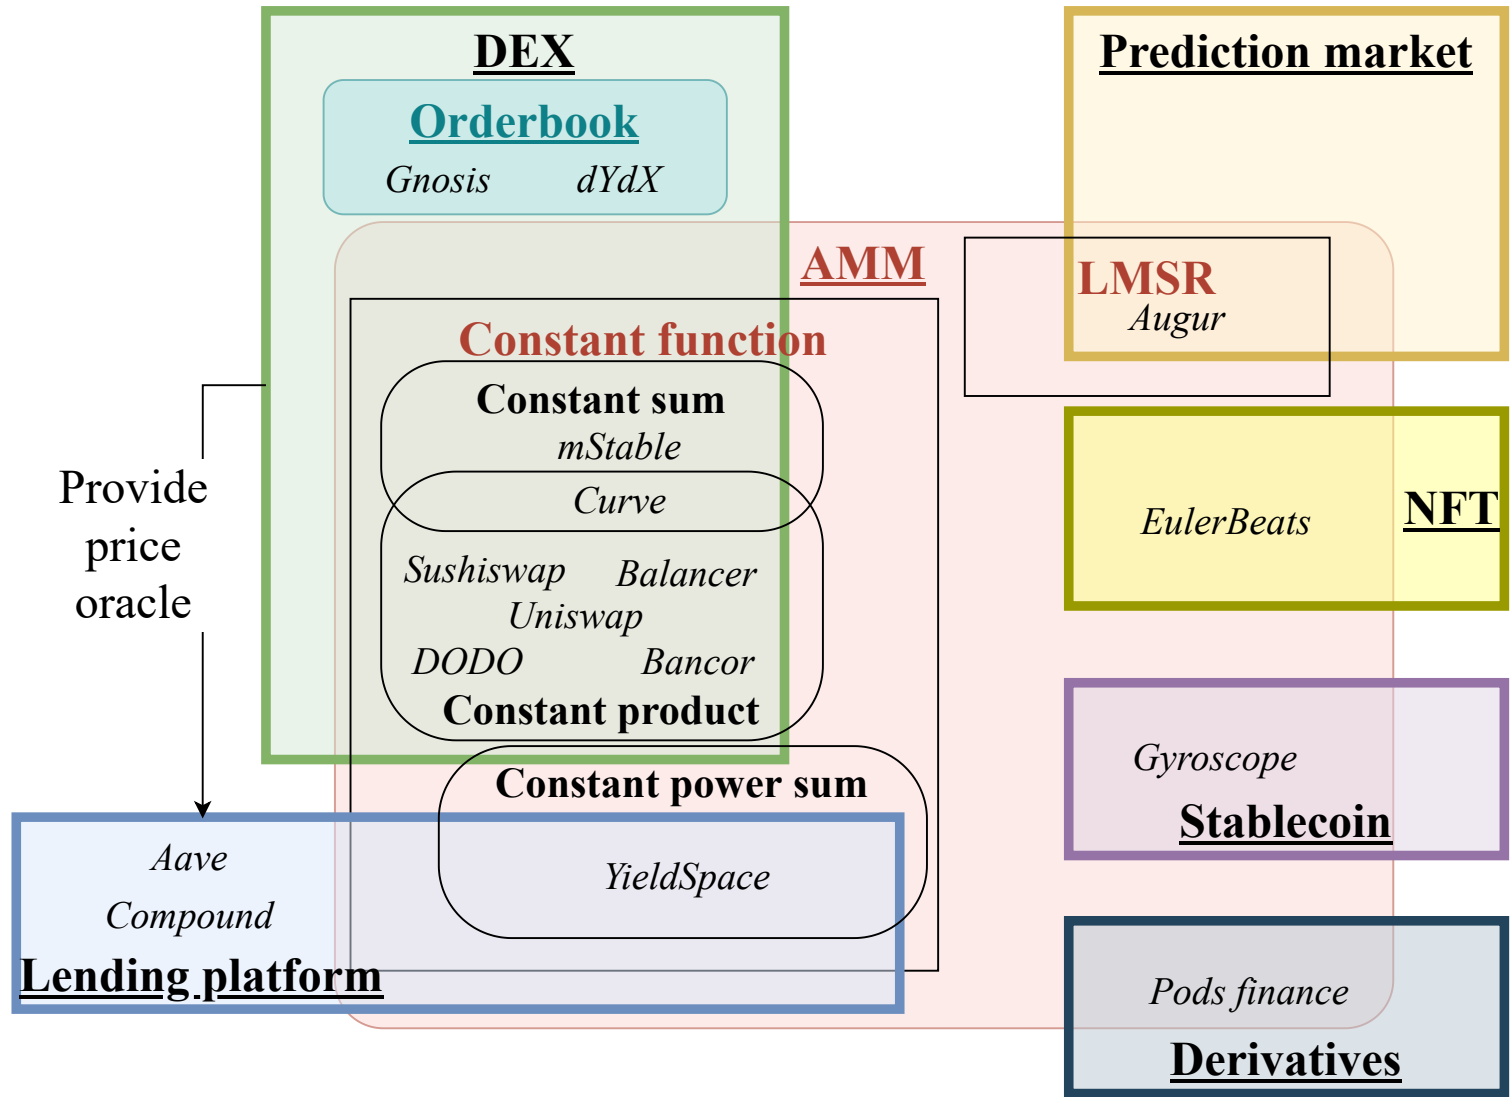 DEX
Orderbook
Gnosis dYdX
Prediction market
AMM
LMSR
Augur
Constant function
Constant sum
mStable
Curve
Sushiswap Balancer
Uniswap
DODO Bancor
Constant product
Constant power sum
YieldSpace
Provide
price
oracle
Aave
Compound
Lending platform
EulerBeats
NFT
Gyroscope
Stablecoin
Pods finance
Derivatives